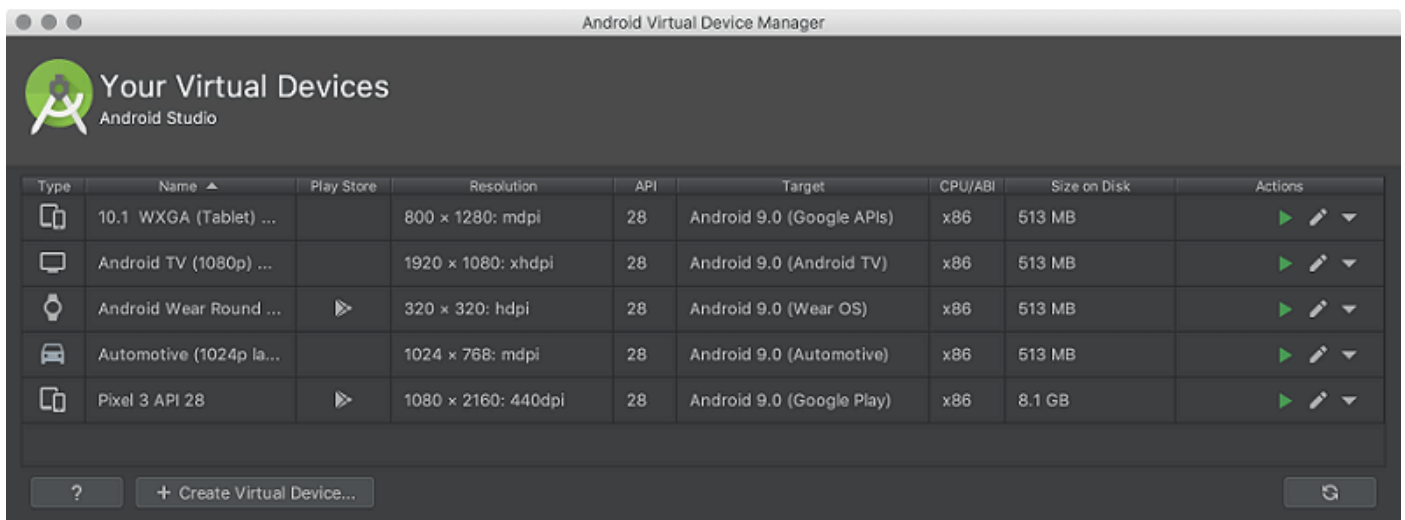 Android Virtual Device Manager
Your Virtual Devices
Android Studio
Type Name Play Store Resolution API Target CPU/ABI Size on Disk Actions
10.1 WXGA (Tablet) ... 800 × 1280: mdpi 28 Android 9.0 (Google APIs) x86 513 MB
Android TV (1080p) ... 1920 × 1080: xhdpi 28 Android 9.0 (Android TV) x86 513 MB
Android Wear Round ... 320 × 320: hdpi 28 Android 9.0 (Wear OS) x86 513 MB
Automotive (1024p la... 1024 × 768: mdpi 28 Android 9.0 (Automotive) x86 513 MB
Pixel 3 API 28 1080 × 2160: 440dpi 28 Android 9.0 (Google Play) x86 8.1 GB
? + Create Virtual Device...